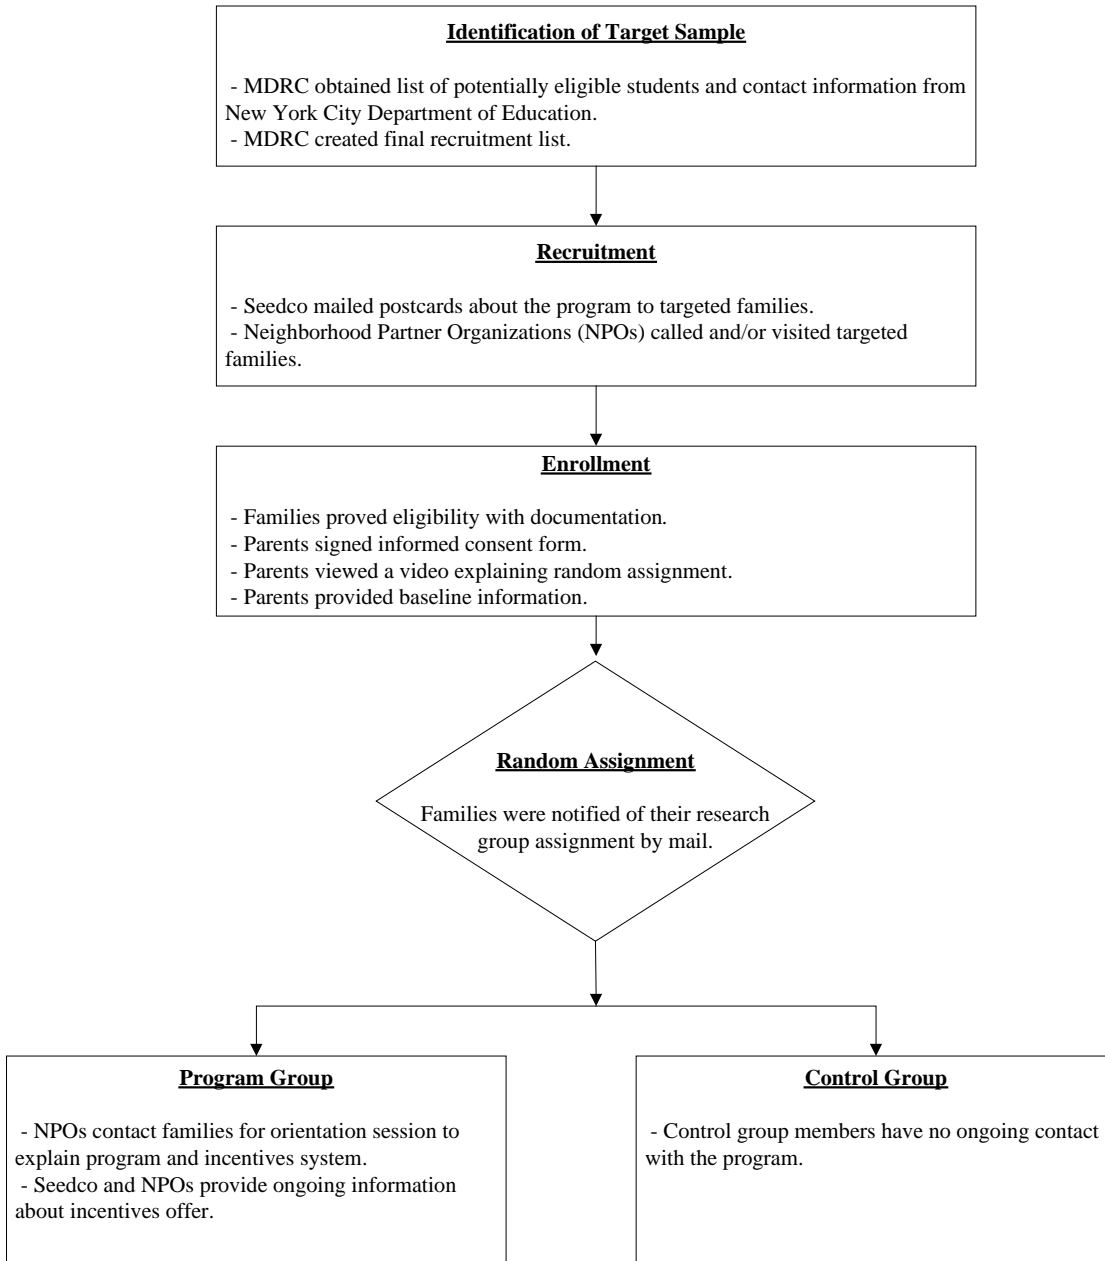 Identification of Target Sample
- MDRC obtained list of potentially eligible students and contact information from
New York City Department of Education.
- MDRC created final recruitment list.
Recruitment
- Seedco mailed postcards about the program to targeted families.
- Neighborhood Partner Organizations (NPOs) called and/or visited targeted
families.
Enrollment
- Families proved eligibility with documentation.
- Parents signed informed consent form.
- Parents viewed a video explaining random assignment.
- Parents provided baseline information.
Random Assignment
Families were notified of their research
group assignment by mail.
Program Group
- NPOs contact families for orientation session to
explain program and incentives system.
- Seedco and NPOs provide ongoing information
about incentives offer.
Control Group
- Control group members have no ongoing contact
with the program.